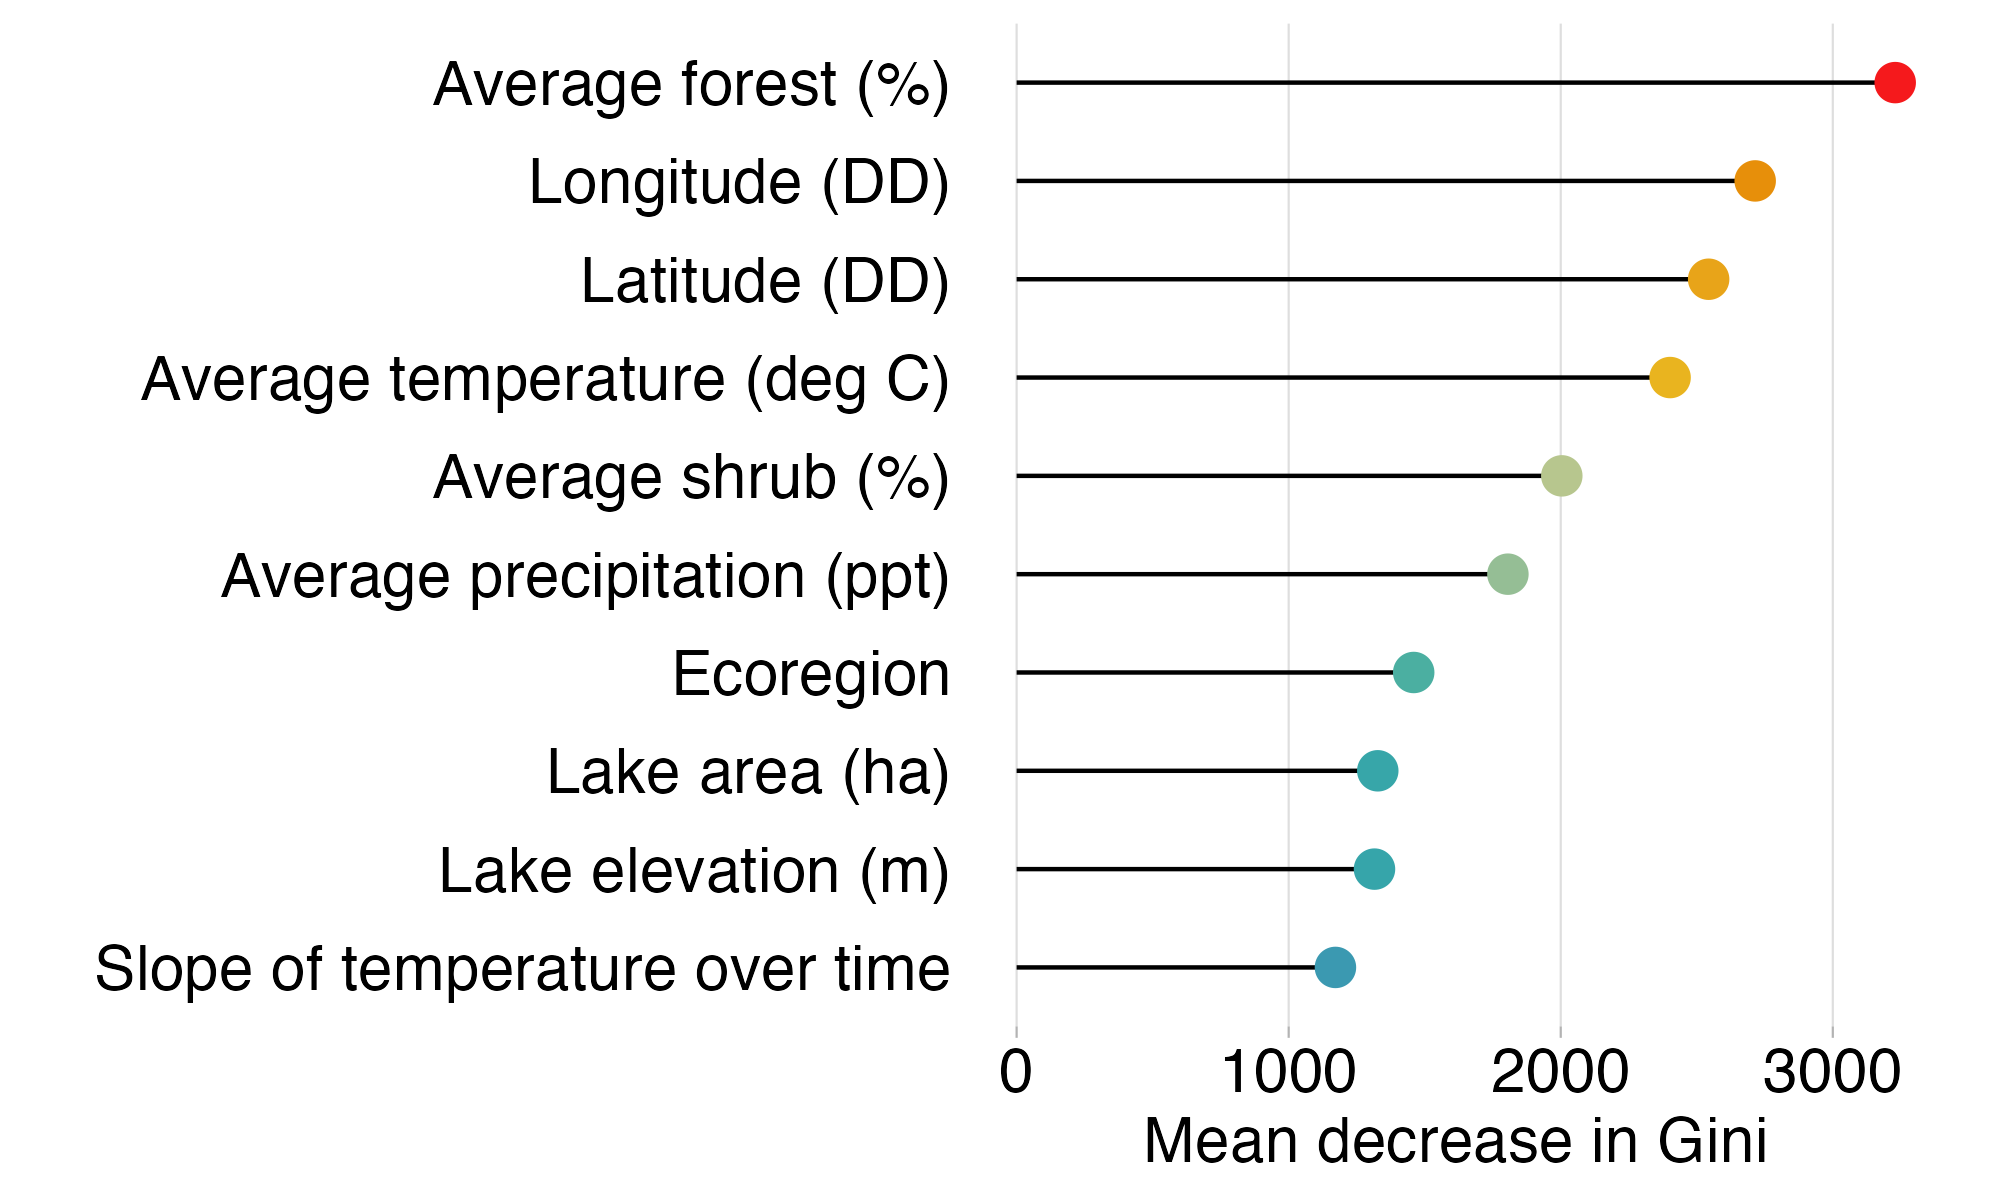 Average forest (%)
Longitude (DD)
Latitude (DD)
Average temperature (deg C)
Average shrub (%)
Average precipitation (ppt)
Ecoregion
Lake area (ha)
Lake elevation (m)
Slope of temperature over time
0 1000 2000 3000
Mean decrease in Gini